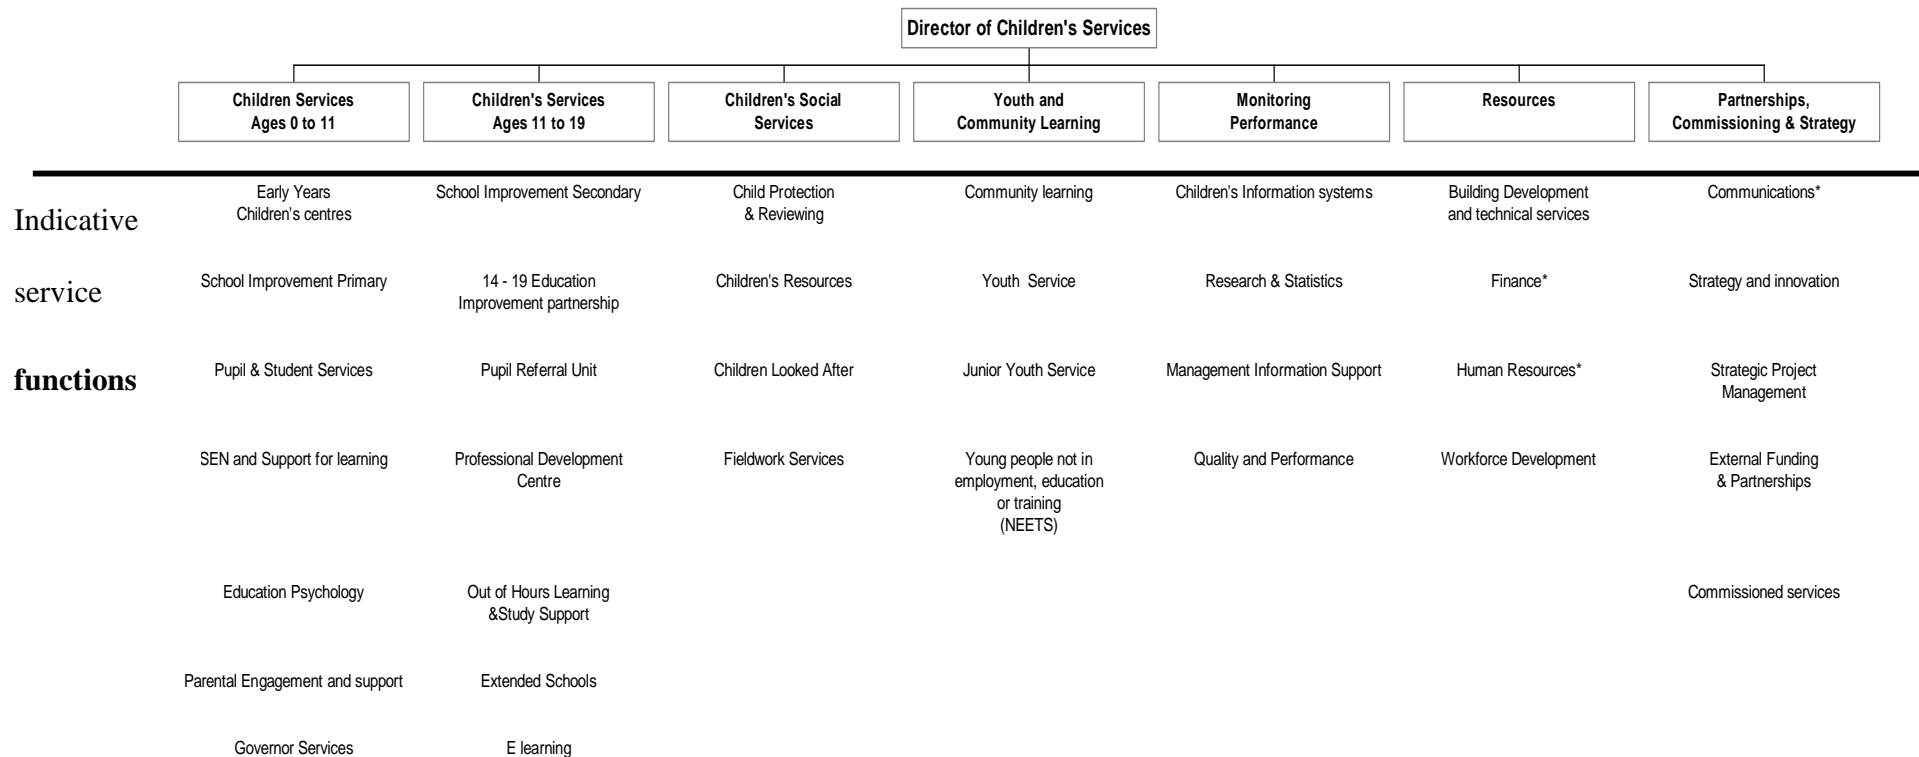 Director of Children's Services
Children Services
Ages 0 to 11
Children's Services
Ages 11 to 19
Children's Social
Services
Youth and
Community Learning
Monitoring
Performance
Resources
Partnerships,
Commissioning & Strategy
Indicative
service
functions
Early Years
Children's centres
School Improvement Primary
Pupil & Student Services
SEN and Support for learning
Education Psychology
Parental Engagement and support
Governor Services
School Improvement Secondary
14 - 19 Education
Improvement partnership
Pupil Referral Unit
Professional Development
Centre
Out of Hours Learning
&Study Support
Extended Schools
E learning
Child Protection
& Reviewing
Children's Resources
Children Looked After
Fieldwork Services
Community learning
Youth Service
Junior Youth Service
Young people not in
employment, education
or training
(NEETS)
Children's Information systems
Research & Statistics
Management Information Support
Quality and Performance
Building Development
and technical services
Finance*
Human Resources*
Workforce Development
Communications*
Strategy and innovation
Strategic Project
Management
External Funding
& Partnerships
Commissioned services